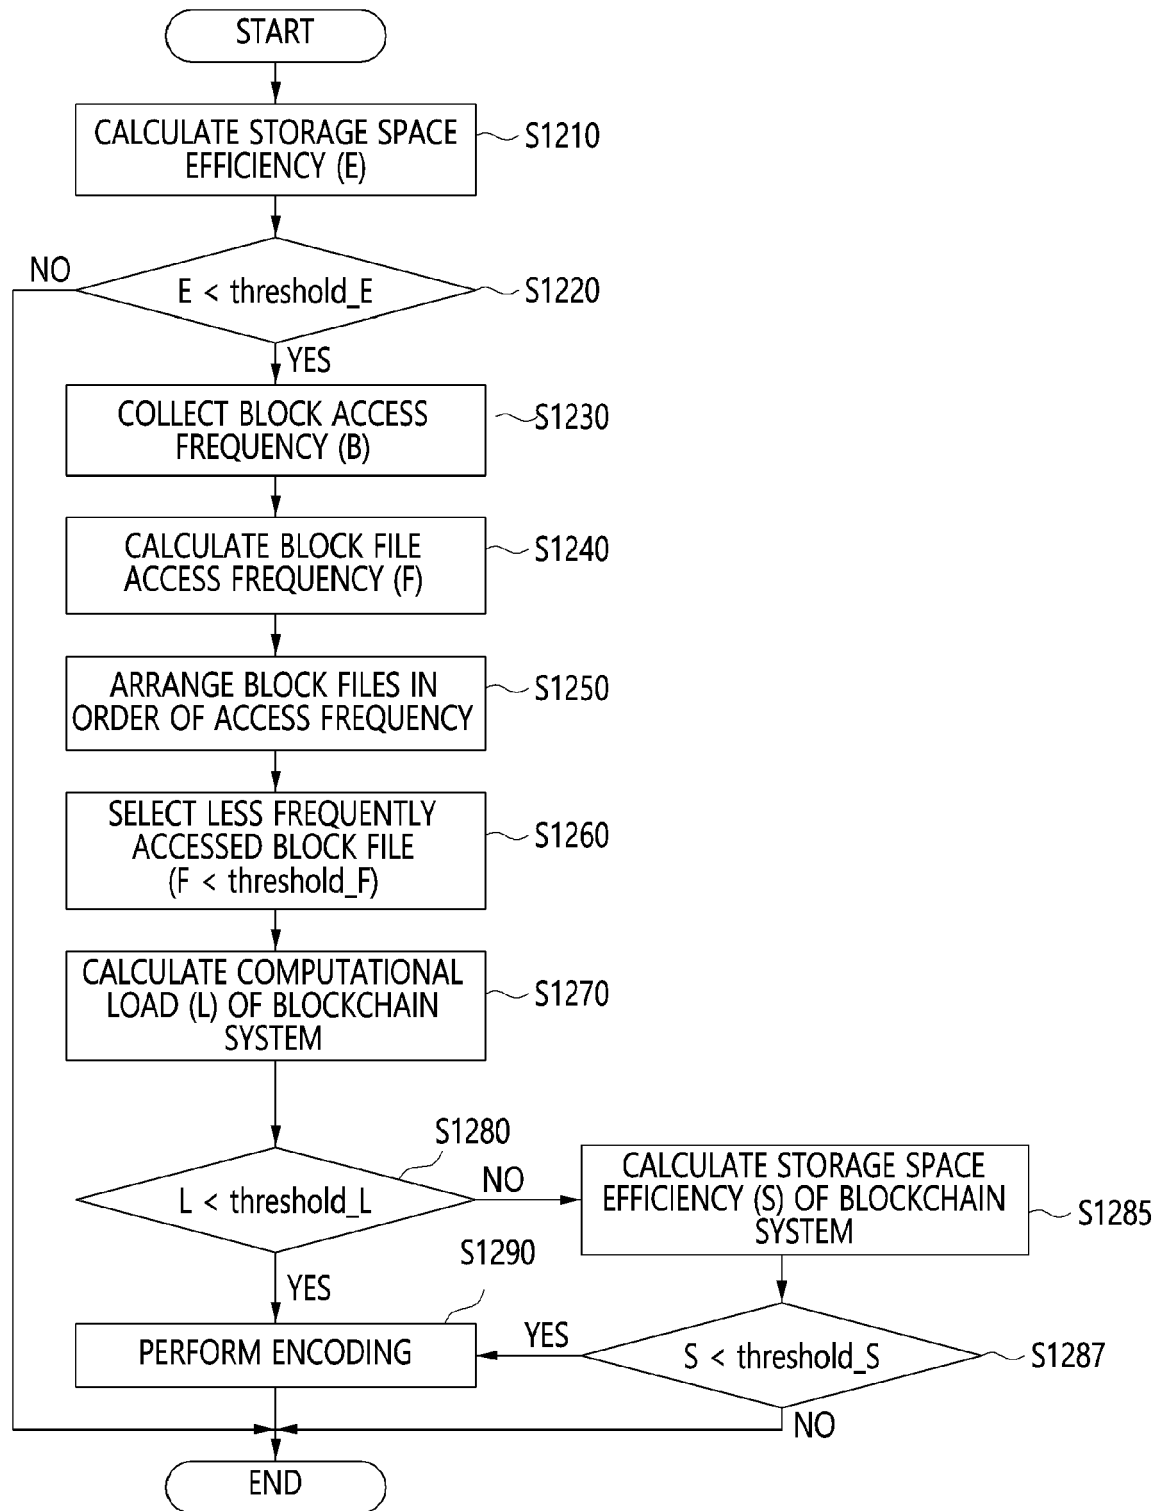 START
CALCULATE STORAGE SPACE
EFFICIENCY (E)
S1210
NO
E < threshold_E
S1220
YES
COLLECT BLOCK ACCESS
FREQUENCY (B)
S1230
CALCULATE BLOCK FILE
ACCESS FREQUENCY (F)
S1240
ARRANGE BLOCK FILES IN
ORDER OF ACCESS FREQUENCY
S1250
SELECT LESS FREQUENTLY
ACCESSED BLOCK FILE
(F < threshold_F)
S1260
CALCULATE COMPUTATIONAL
LOAD (L) OF BLOCKCHAIN
SYSTEM
S1270
S1280
L < threshold_L
NO
CALCULATE STORAGE SPACE
EFFICIENCY (S) OF BLOCKCHAIN
SYSTEM
S1285
YES
S1290
PERFORM ENCODING
YES
S < threshold_S
S1287
NO
END